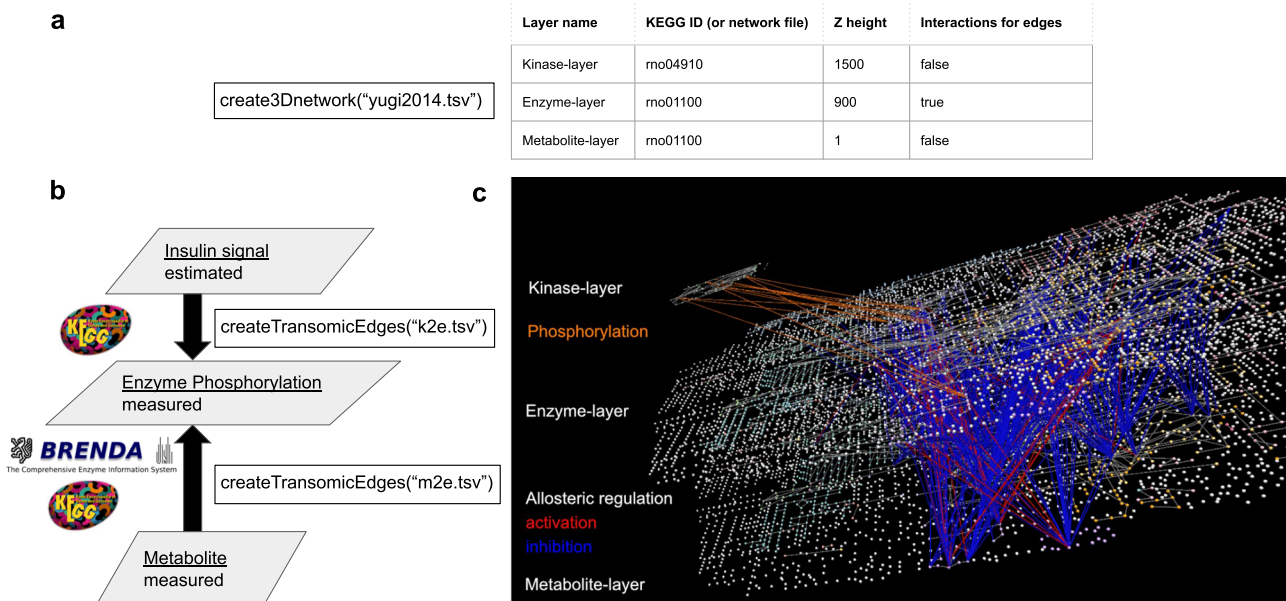 a
create3Dnetwork(“yugi2014.tsv”)
Layer name KEGG ID (or network file) Z height Interactions for edges
Kinase-layer rno04910 1500 false
Enzyme-layer rno01100 900 true
Metabolite-layer rno01100 1 false
b
Insulin signal
estimated
KEGG
createTransomicEdges(“k2e.tsv”)
Enzyme Phosphorylation
measured
BRENDA
The Comprehensive Enzyme Information System
KEGG
createTransomicEdges(“m2e.tsv”)
Metabolite
measured
c
Kinase-layer
Phosphorylation
Enzyme-layer
Allosteric regulation
activation
inhibition
Metabolite-layer